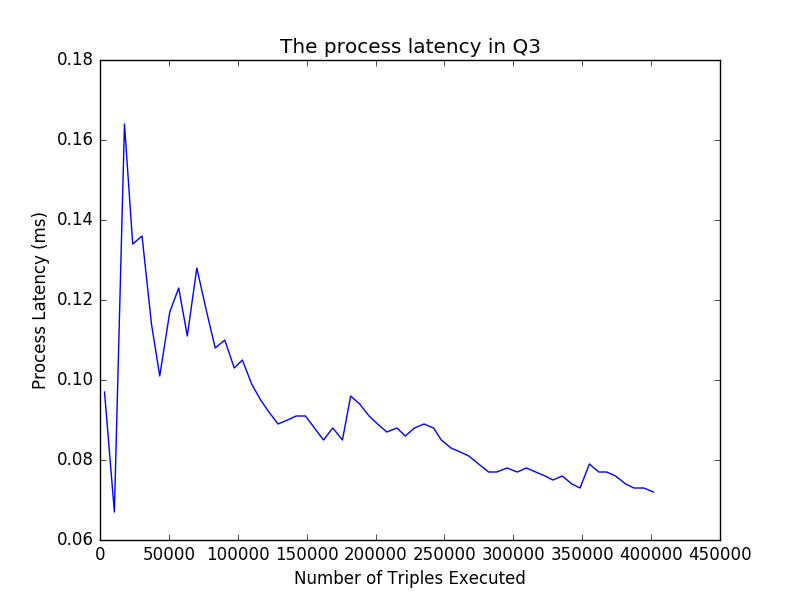 The process latency in Q3
0.18
0.16
0.14
0.12
0.10
0.08
0.06
Process Latency (ms)
0 50000 100000 150000 200000 250000 300000 350000 400000 450000
Number of Triples Executed